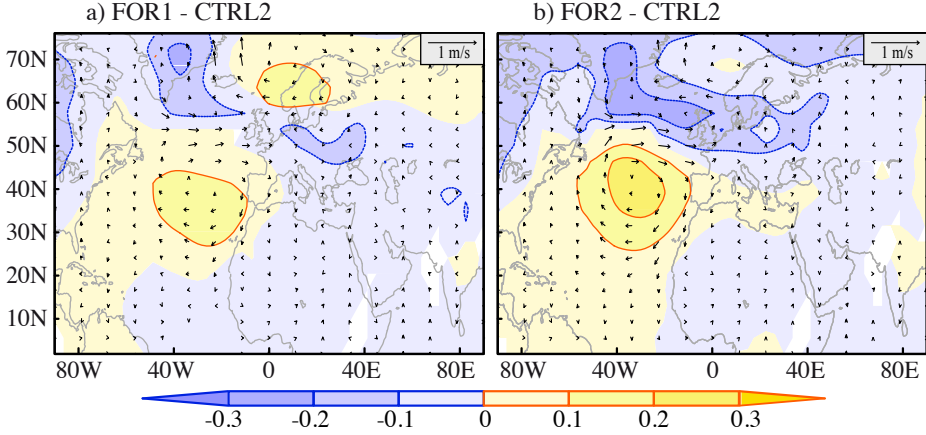 a) FOR1 - CTRL2
b) FOR2 - CTRL2
1 m/s
1 m/s
70N
60N
50N
40N
30N
20N
10N
80W 40W 0 40E 80E
80W 40W 0 40E 80E
-0.3 -0.2 -0.1 0 0.1 0.2 0.3